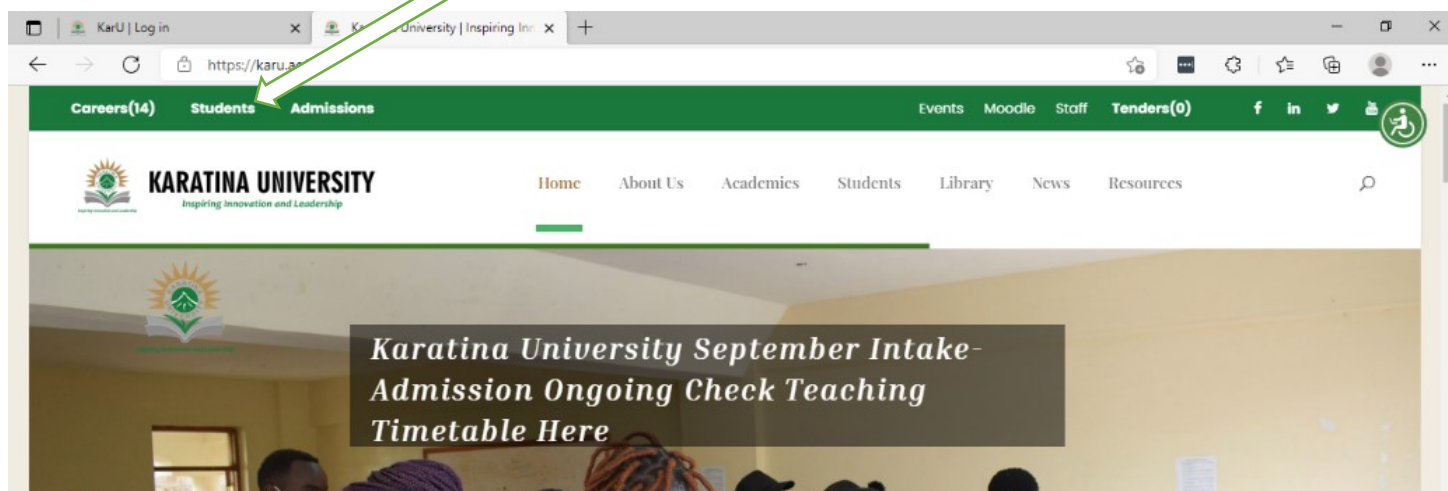 KarU | Log in
University | Inspiring In
https://karu.a
Careers(14) Students Admissions Events Moodle Staff Tenders(0) f in
KARATINA UNIVERSITY
Inspiring Innovation and Leadership
Home About Us Academics Students Library News Resources
Karatina University September Intake-
Admission Ongoing Check Teaching
Timetable Here